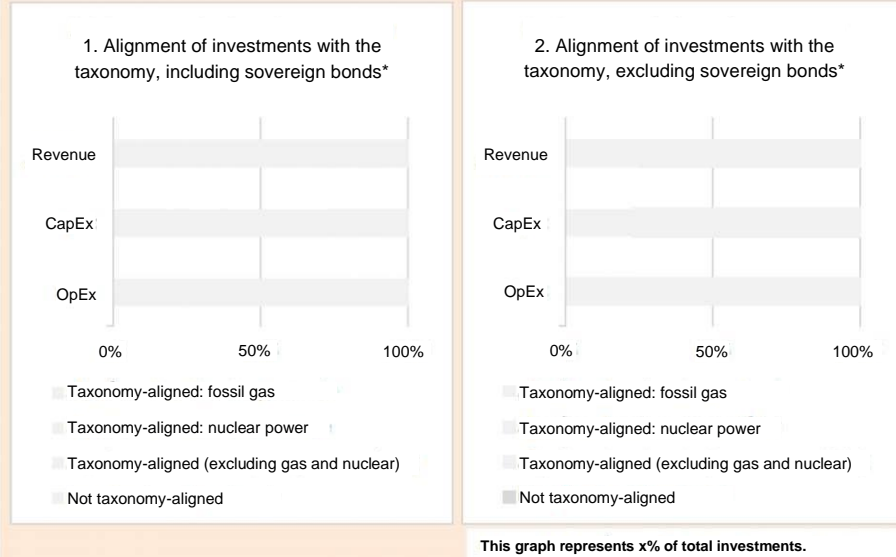 1. Alignment of investments with the
taxonomy, including sovereign bonds*
Revenue
CapEx
OpEx
0% 50% 100%
Taxonomy-aligned: fossil gas
Taxonomy-aligned: nuclear power
Taxonomy-aligned (excluding gas and nuclear)
Not taxonomy-aligned
2. Alignment of investments with the
taxonomy, excluding sovereign bonds*
Revenue
CapEx
OpEx
0% 50% 100%
Taxonomy-aligned: fossil gas
Taxonomy-aligned: nuclear power
Taxonomy-aligned (excluding gas and nuclear)
Not taxonomy-aligned
This graph represents x% of total investments.